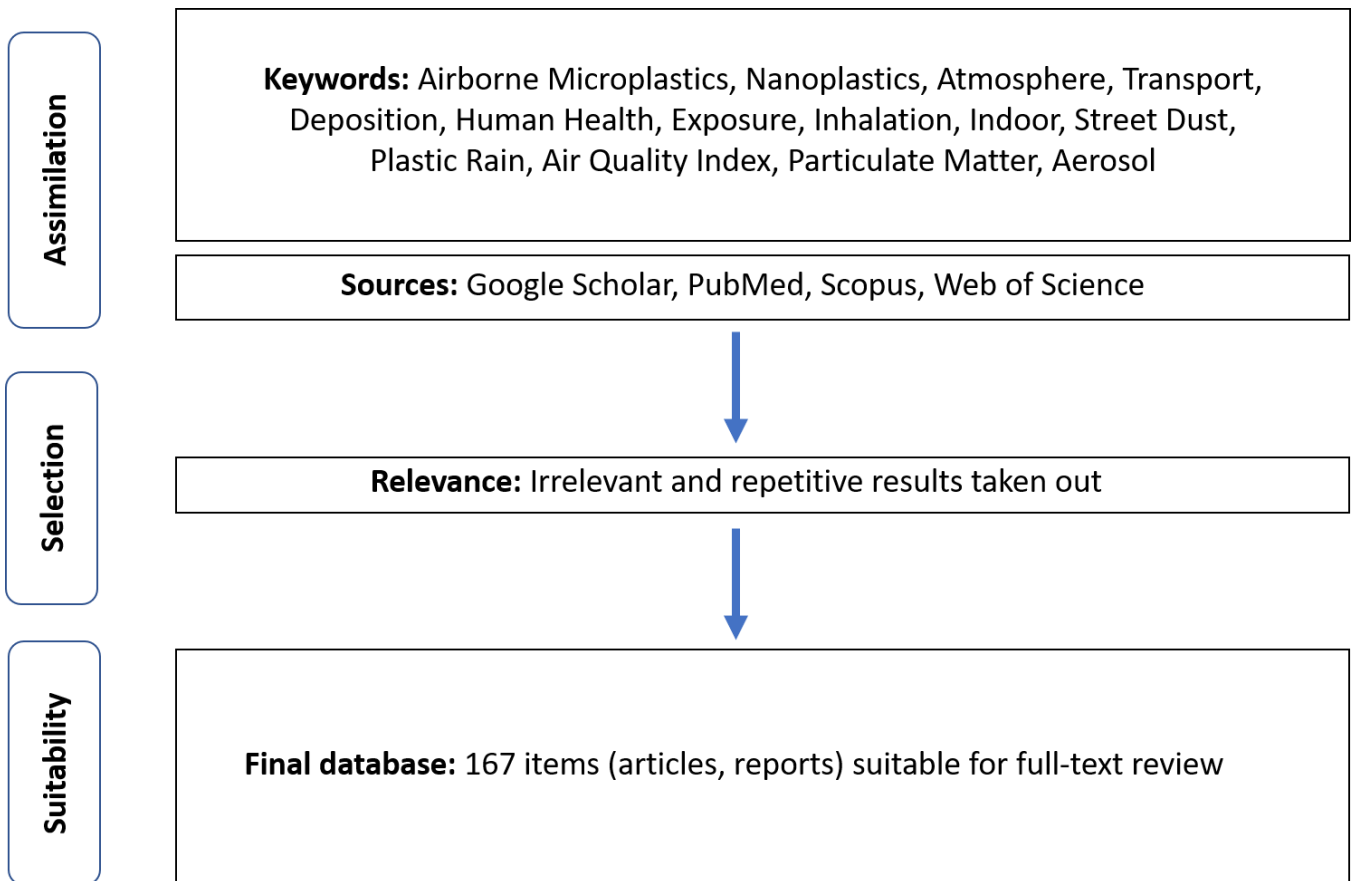 Assimilation
Keywords: Airborne Microplastics, Nanoplastics, Atmosphere, Transport,
Deposition, Human Health, Exposure, Inhalation, Indoor, Street Dust,
Plastic Rain, Air Quality Index, Particulate Matter, Aerosol
Sources: Google Scholar, PubMed, Scopus, Web of Science
Selection
Relevance: Irrelevant and repetitive results taken out
Suitability
Final database: 167 items (articles, reports) suitable for full-text review